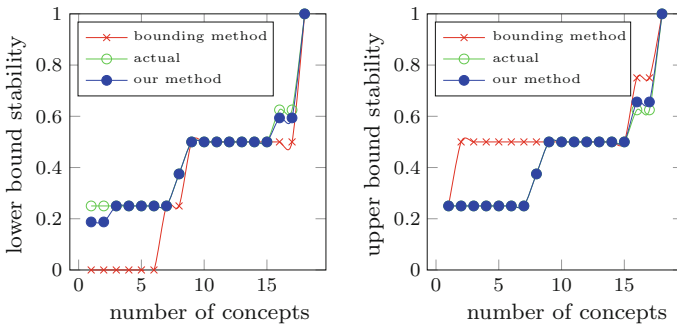 lower bound stability
1
0.8
0.6
0.4
0.2
0
0
5
10
15
number of concepts
bounding method
actual
our method
upper bound stability
1
0.8
0.6
0.4
0.2
0
0
5
10
15
number of concepts
bounding method
actual
our method